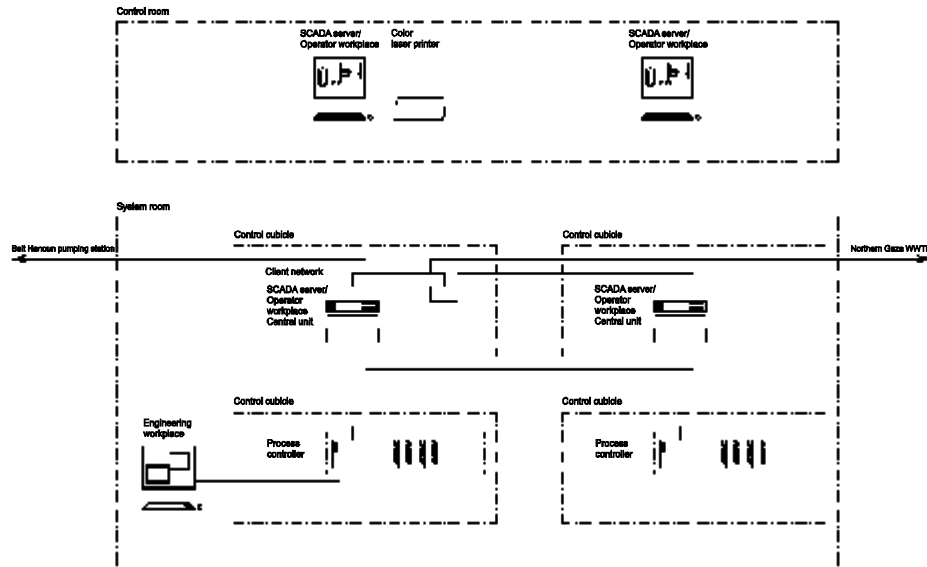 Control room
SCADA server/
Operator workplace
Color
laser printer
SCADA server/
Operator workplace
System room
Control cubicle
Control cubicle
Beit Hanoun pumping station
Northern Gaza WWTP
Client network
SCADA server/
Operator
workplace
Central unit
SCADA server/
Operator
workplace
Central unit
Control cubicle
Control cubicle
Engineering
workplace
Process
controller
Process
controller